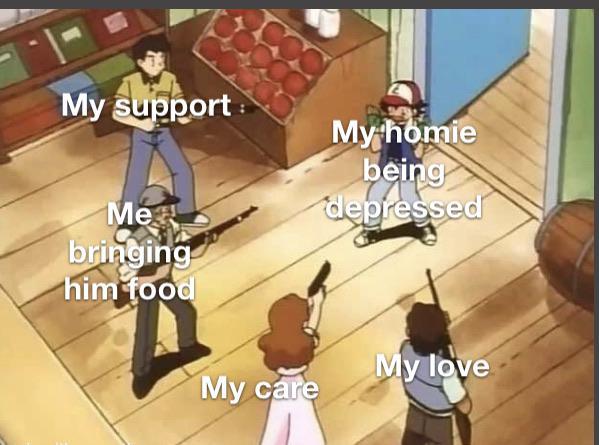 My support
My homie
being
depressed
Me
bringing
him food
My love
My care